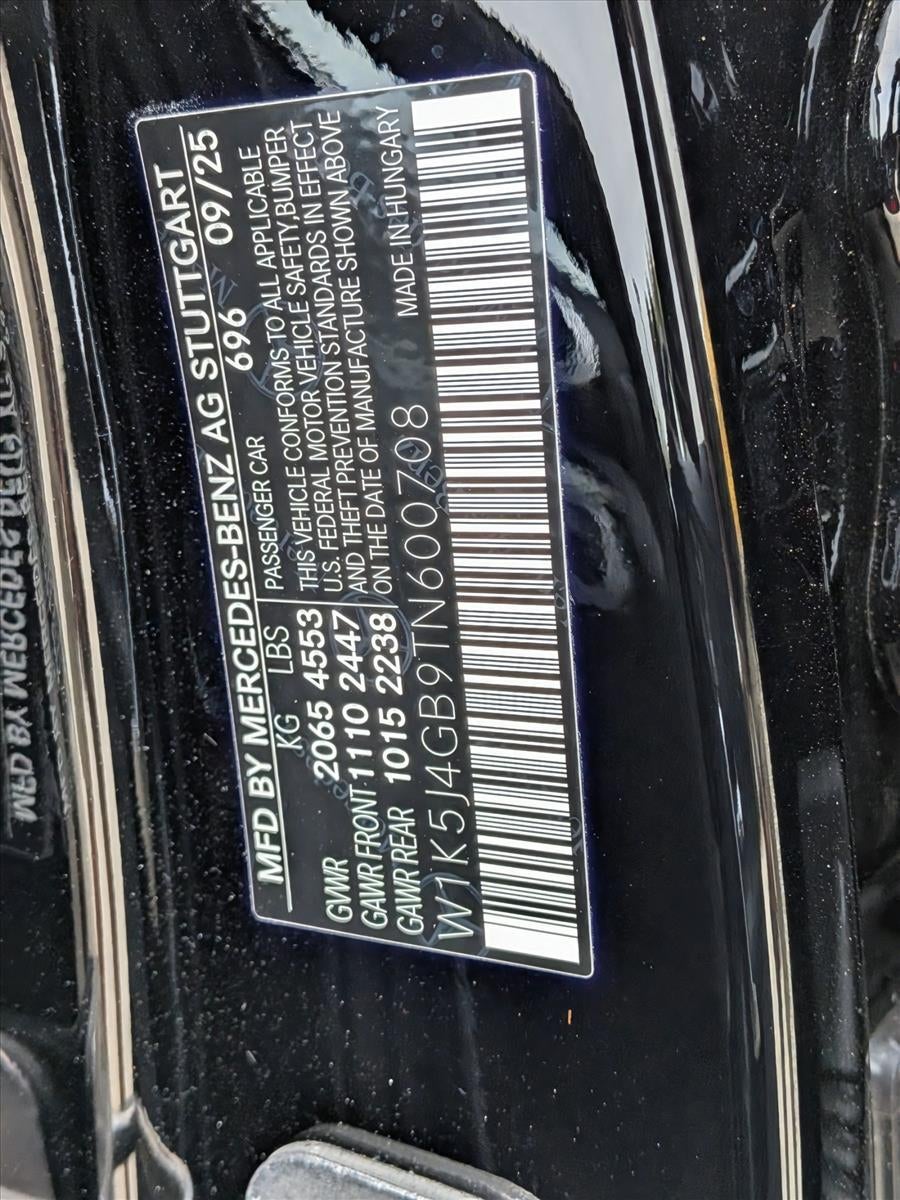 MFD BY MERCEDES-BENZ AG STUTTGART
KG LBS 696 09/25
GVWR 2065 4553
GAWR FRONT 1110 2447
GAWR REAR 1015 2238
PASSENGER CAR
THIS VEHICLE CONFORMS TO ALL APPLICABLE
U.S. FEDERAL MOTOR VEHICLE SAFETY,BUMPER
AND THEFT PREVENTION STANDARDS IN EFFECT
ON THE DATE OF MANUFACTURE SHOWN ABOVE
MADE IN HUNGARY
W1K5J4GB9TN600708